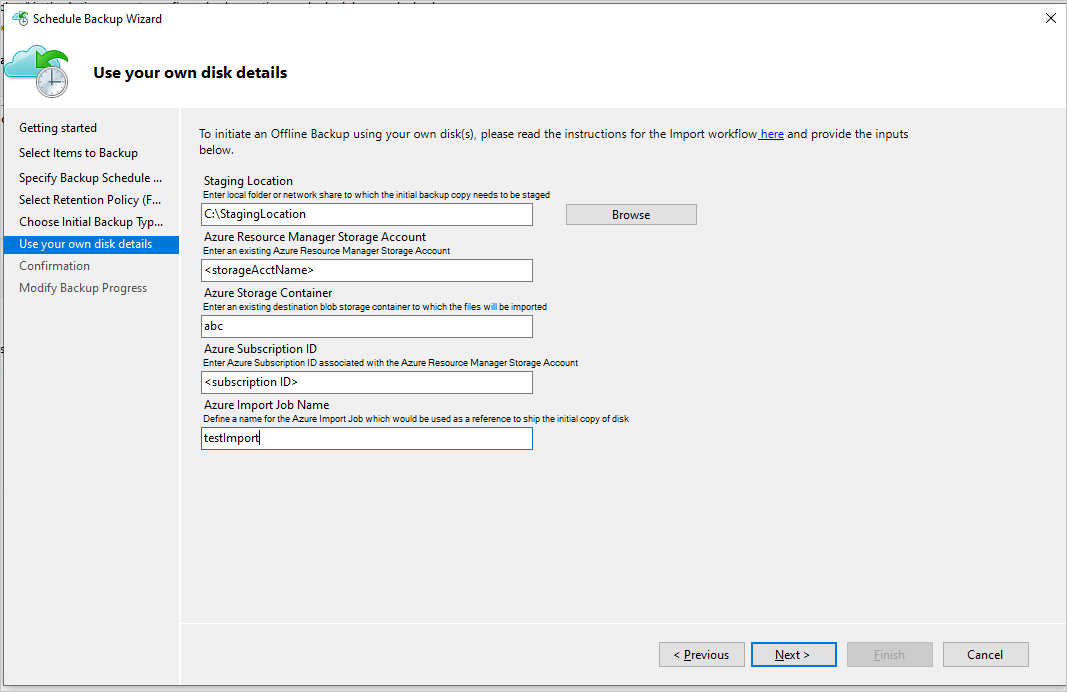 Schedule Backup Wizard
Use your own disk details
Getting started
Select Items to Backup
Specify Backup Schedule ...
Select Retention Policy (F...
Choose Initial Backup Typ...
Use your own disk details
Confirmation
Modify Backup Progress
To initiate an Offline Backup using your own disk(s), please read the instructions for the Import workflow here and provide the inputs
below.
Staging Location
Enter local folder or network share to which the initial backup copy needs to be staged
C:\StagingLocation
Browse
Azure Resource Manager Storage Account
Enter an existing Azure Resource Manager Storage Account
<storageAcctName>
Azure Storage Container
Enter an existing destination blob storage container to which the files will be imported
abc
Azure Subscription ID
Enter Azure Subscription ID associated with the Azure Resource Manager Storage Account
<subscription ID>
Azure Import Job Name
Define a name for the Azure Import Job which would be used as a reference to ship the initial copy of disk
testImport
< Previous
Next >
Finish
Cancel